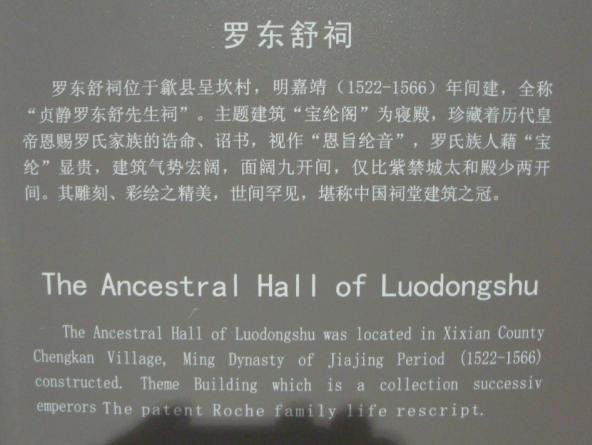 罗东舒祠
罗东舒祠位于歙县呈坎村，明嘉靖（1522-1566）年间建，全称
“贞静罗东舒先生祠”。主题建筑“宝纶阁”为寝殿，珍藏着历代皇
帝恩赐罗氏家族的诰命、诏书，视作“恩旨纶音”，罗氏族人藉“宝
纶”显贵，建筑气势宏阔，面阔九开间，仅比紫禁城太和殿少两开
间。其雕刻、彩绘之精美，世间罕见，堪称中国祠堂建筑之冠。
The Ancestral Hall of Luodongshu
The Ancestral Hall of Luodongshu was located in Xixian County
Chengkan Village, Ming Dynasty of Jiajing Period (1522-1566)
constructed. Theme Building which is a collection successiv
emperors The patent Roche family life rescript.